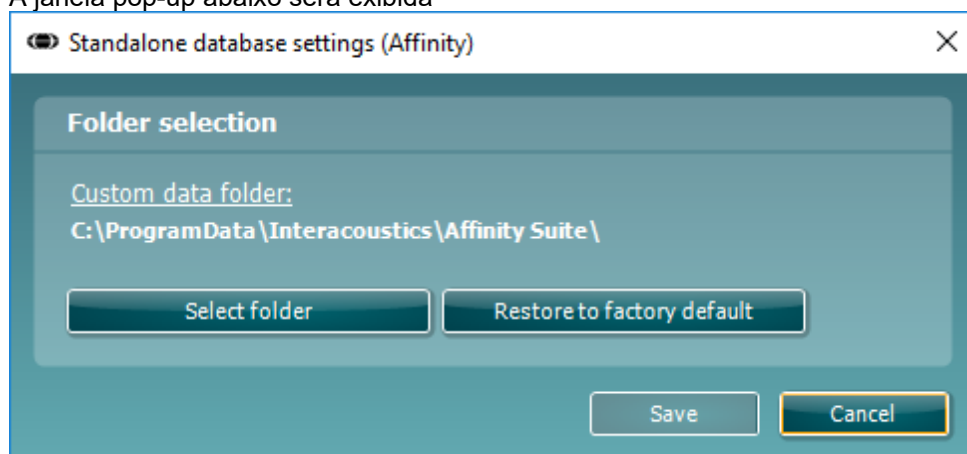 A janela pop-up abaixo será exibida
Standalone database settings (Affinity)
Folder selection
Custom data folder:
C:\ProgramData\Interacoustics\Affinity Suite\
Select folder
Restore to factory default
Save
Cancel